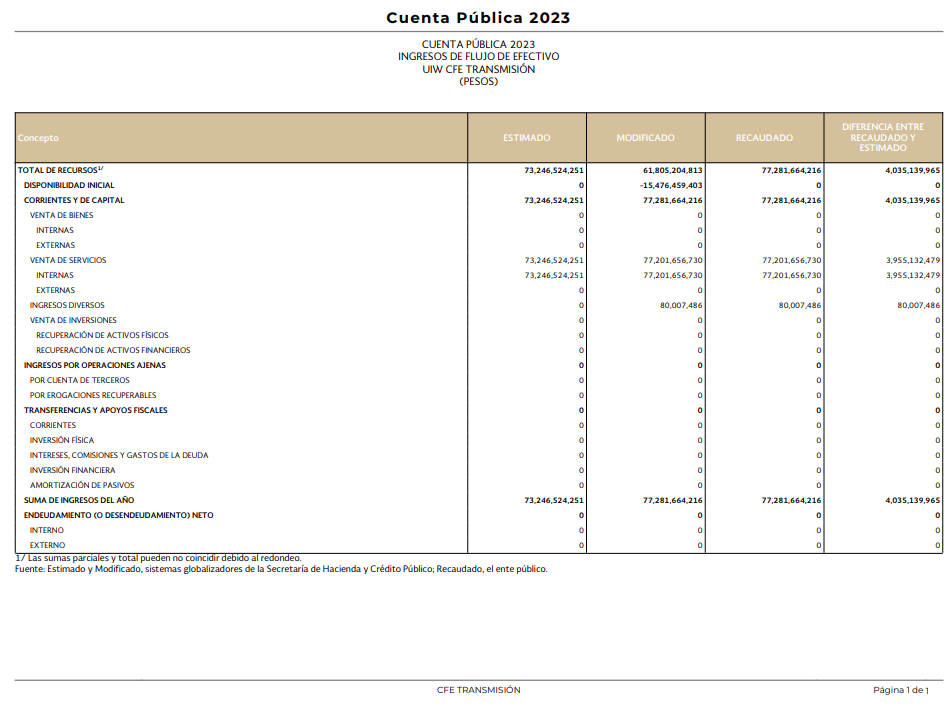 Cuenta Pública 2023
CUENTA PÚBLICA 2023
INGRESOS DE FLUJO DE EFECTIVO
UIW CFE TRANSMISIÓN
(PESOS)
Concepto ESTIMADO MODIFICADO RECAUDADO DIFERENCIA ENTRE RECAUDADO Y ESTIMADO
TOTAL DE RECURSOS1/ 73,246,524,251 61,805,204,813 77,281,664,216 4,035,139,965
DISPONIBILIDAD INICIAL 0 -15,476,459,403 0 0
CORRIENTES Y DE CAPITAL 73,246,524,251 77,281,664,216 77,281,664,216 4,035,139,965
VENTA DE BIENES 0 0 0 0
INTERNAS 0 0 0 0
EXTERNAS 0 0 0 0
VENTA DE SERVICIOS 73,246,524,251 77,201,656,730 77,201,656,730 3,955,132,479
INTERNAS 73,246,524,251 77,201,656,730 77,201,656,730 3,955,132,479
EXTERNAS 0 0 0 0
INGRESOS DIVERSOS 0 80,007,486 80,007,486 80,007,486
VENTA DE INVERSIONES 0 0 0 0
RECUPERACIÓN DE ACTIVOS FÍSICOS 0 0 0 0
RECUPERACIÓN DE ACTIVOS FINANCIEROS 0 0 0 0
INGRESOS POR OPERACIONES AJENAS 0 0 0 0
POR CUENTA DE TERCEROS 0 0 0 0
POR EROGACIONES RECUPERABLES 0 0 0 0
TRANSFERENCIAS Y APOYOS FISCALES 0 0 0 0
CORRIENTES 0 0 0 0
INVERSIÓN FÍSICA 0 0 0 0
INTERESES, COMISIONES Y GASTOS DE LA DEUDA 0 0 0 0
INVERSIÓN FINANCIERA 0 0 0 0
AMORTIZACIÓN DE PASIVOS 0 0 0 0
SUMA DE INGRESOS DEL AÑO 73,246,524,251 77,281,664,216 77,281,664,216 4,035,139,965
ENDEUDAMIENTO (O DESENDEUDAMIENTO) NETO 0 0 0 0
INTERNO 0 0 0 0
EXTERNO 0 0 0 0
1/ Las sumas parciales y total pueden no coincidir debido al redondeo.
Fuente: Estimado y Modificado, sistemas globalizadores de la Secretaría de Hacienda y Crédito Público; Recaudado, el ente público.
CFE TRANSMISIÓN Página 1 de 1